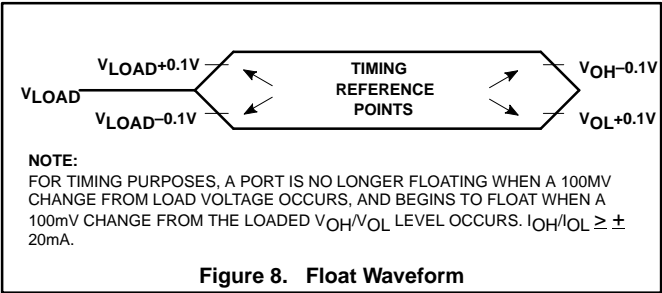 VLOAD+0.1V
TIMING
REFERENCE
POINTS
VOH–0.1V
VLOAD
VLOAD–0.1V
VOL+0.1V
NOTE:
FOR TIMING PURPOSES, A PORT IS NO LONGER FLOATING WHEN A 100MV
CHANGE FROM LOAD VOLTAGE OCCURS, AND BEGINS TO FLOAT WHEN A
100mV CHANGE FROM THE LOADED VOH/VOL LEVEL OCCURS. IOH/IOL ≥ ±
20mA.
Figure 8. Float Waveform